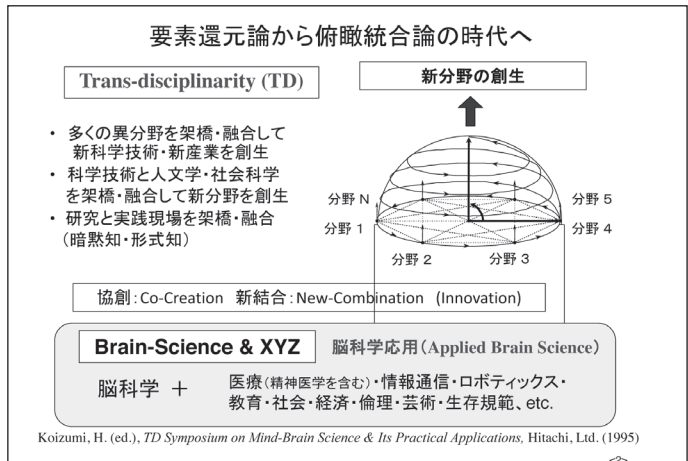 要素還元論から俯瞰統合論の時代へ
Trans-disciplinarity (TD)
新分野の創生
・ 多くの異分野を架橋・融合して
新科学技術・新産業を創生
・ 科学技術と人文学・社会科学
を架橋・融合して新分野を創生
・ 研究と実践現場を架橋・融合
(暗黙知・形式知)
分野 N
分野 1
分野 2
分野 3
分野 4
分野 5
協創：Co-Creation 新結合：New-Combination (Innovation)
Brain-Science & XYZ
脳科学応用(Applied Brain Science)
脳科学 ＋
医療(精神医学を含む)・情報通信・ロボティックス・
教育・社会・経済・倫理・芸術・生存規範、etc.
Koizumi, H. (ed.), TD Symposium on Mind-Brain Science & Its Practical Applications, Hitachi, Ltd. (1995)